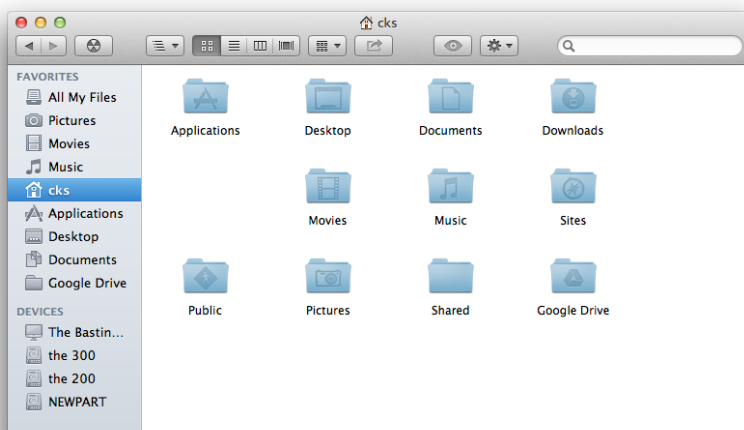 cks
FAVORITES
All My Files
Pictures
Movies
Music
cks
Applications
Desktop
Documents
Google Drive
DEVICES
The Bastin...
the 300
the 200
NEWPART
Applications
Desktop
Documents
Downloads
Movies
Music
Sites
Public
Pictures
Shared
Google Drive